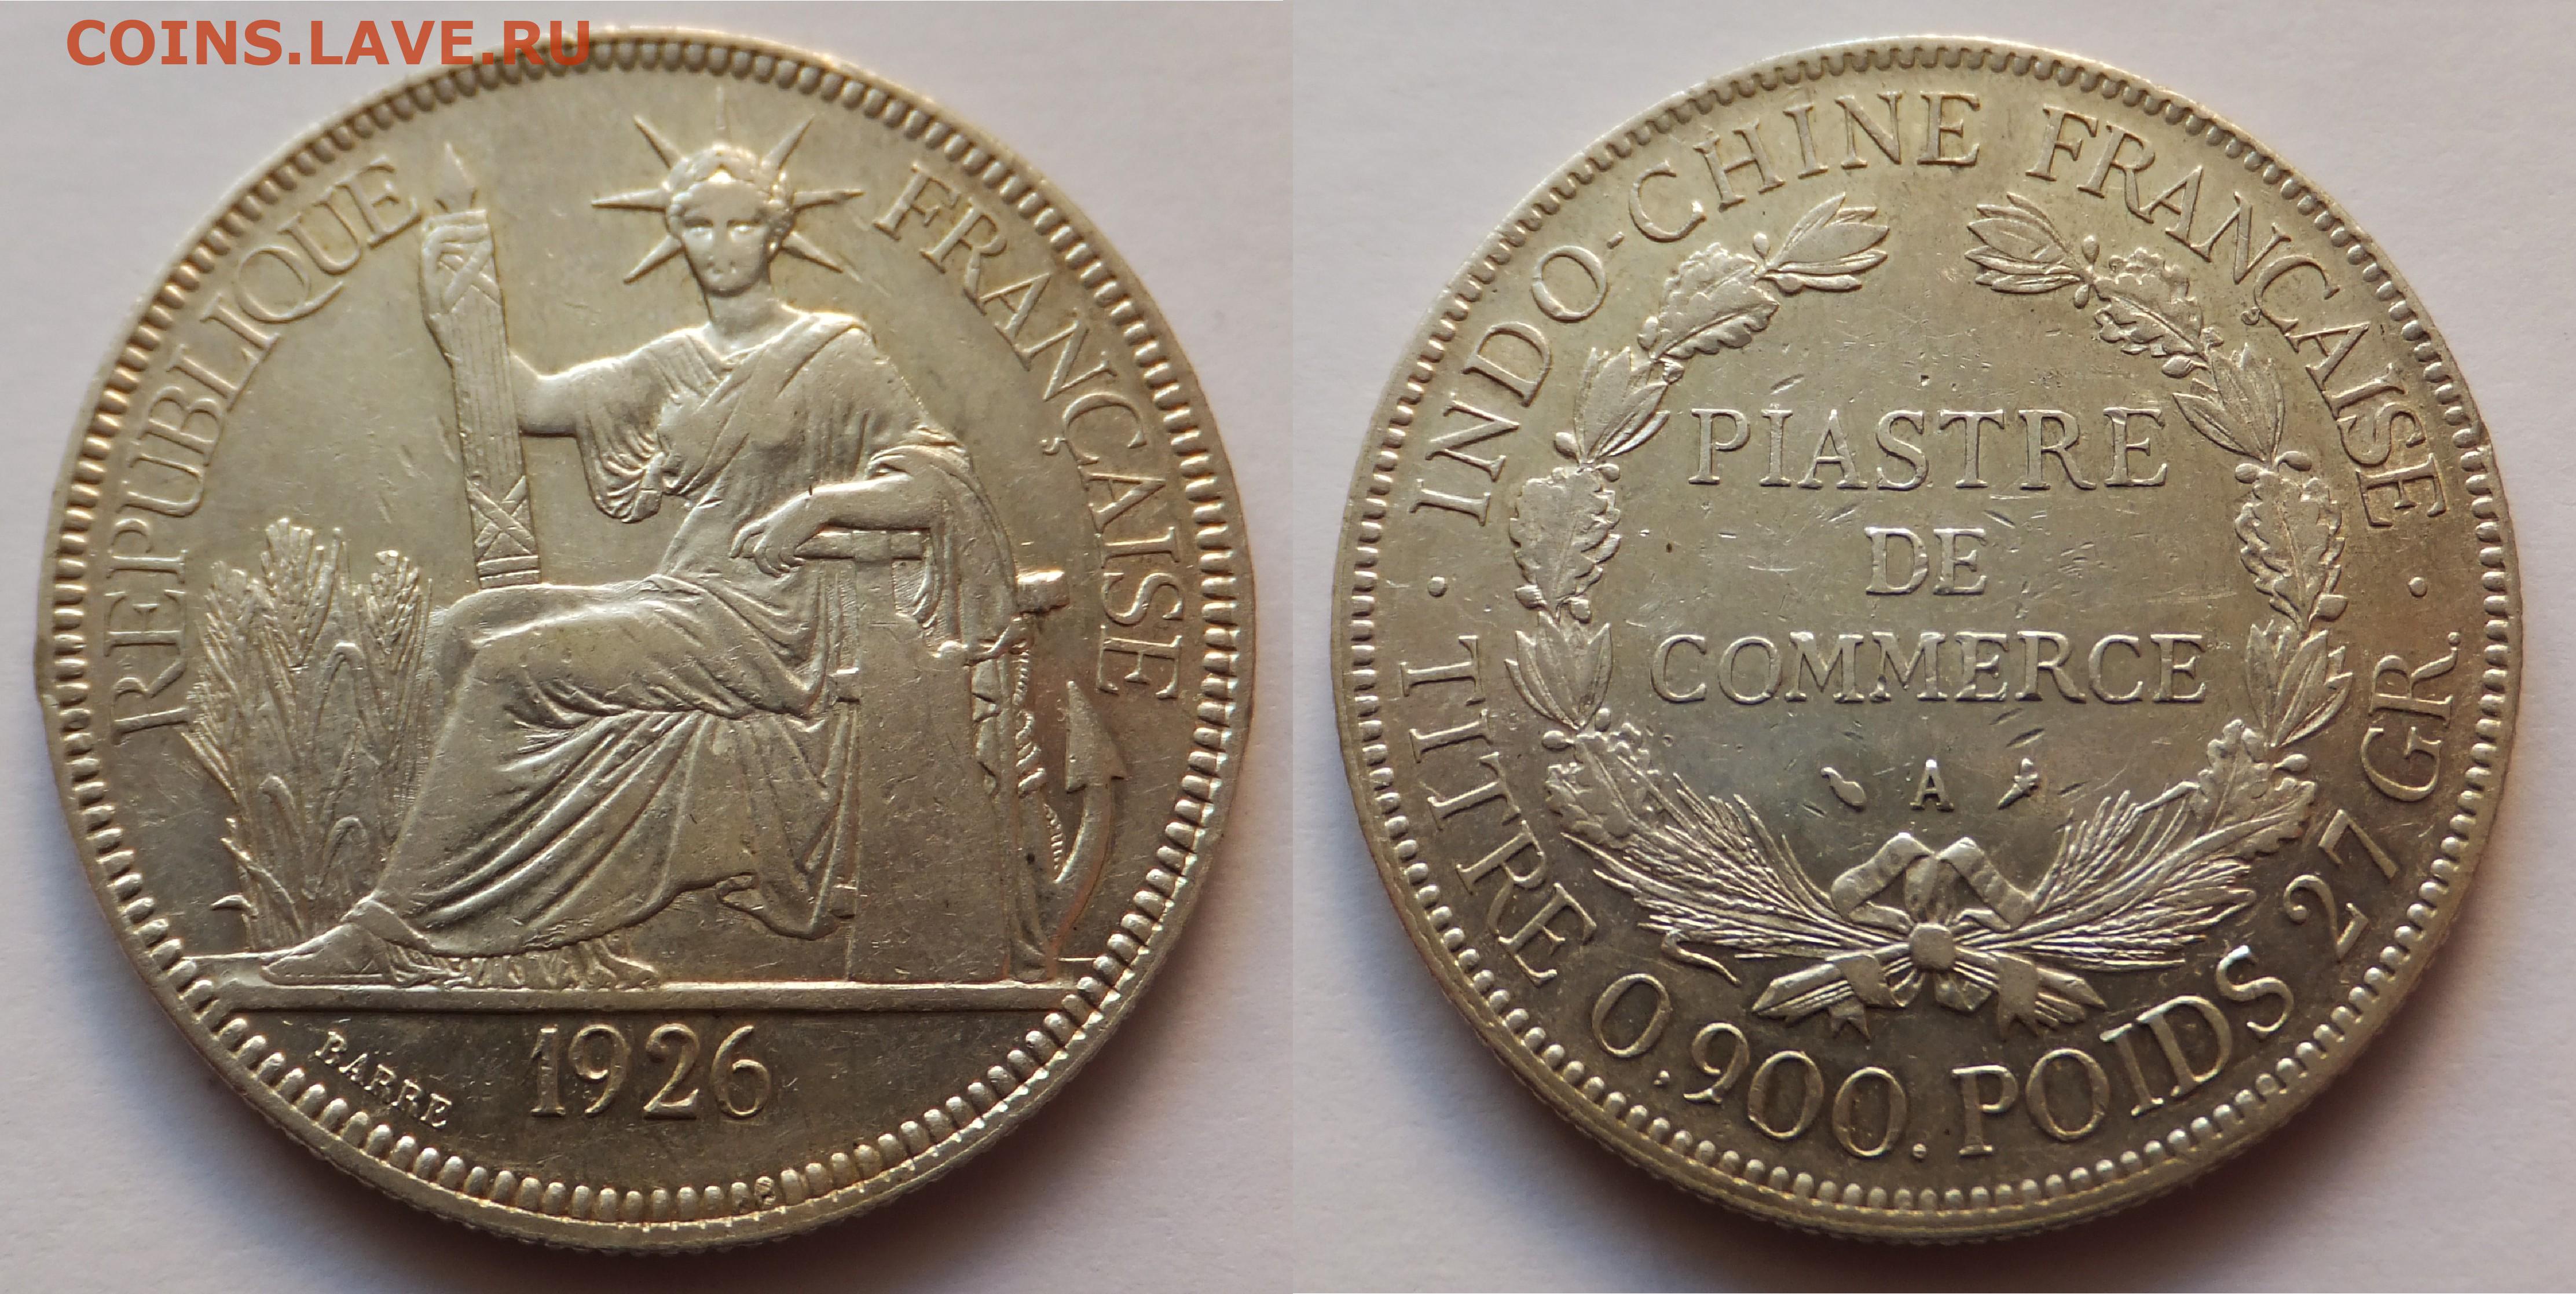 COINS.LAVE.RU
REPUBLIQUE FRANÇAISE
BARRE
1926
· INDO-CHINE FRANÇAISE ·
PIASTRE
DE
COMMERCE
A
TITRE 0,900. POIDS 27 GR.